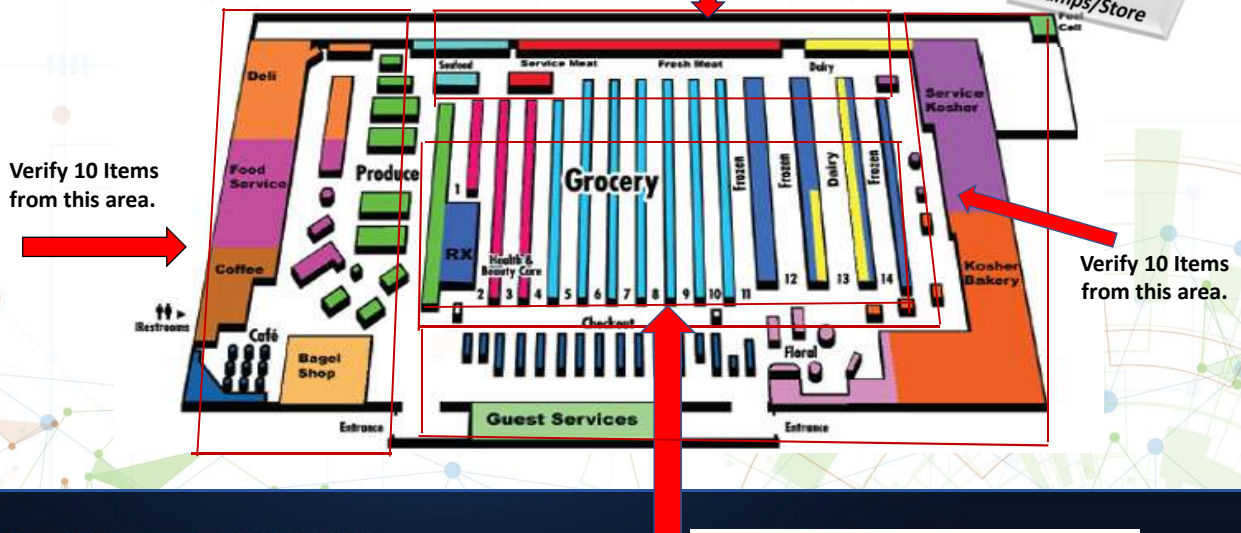 umps/Store
Fuel
Cell
Deli
Seafood
Service Meat
Fresh Meat
Dairy
Service
Kosher
Verify 10 Items
from this area.
Food
Service
Produce
Grocery
Frozen
Frozen
Dairy
Frozen
1
RX
Health &
Beauty Care
Coffee
Kosher
Bakery
Verify 10 Items
from this area.
2
3
4
5
6
7
8
9
10
11
12
13
14
Restrooms
Café
Checkout
Floral
Bagel
Shop
Guest Services
Entrance
Entrance